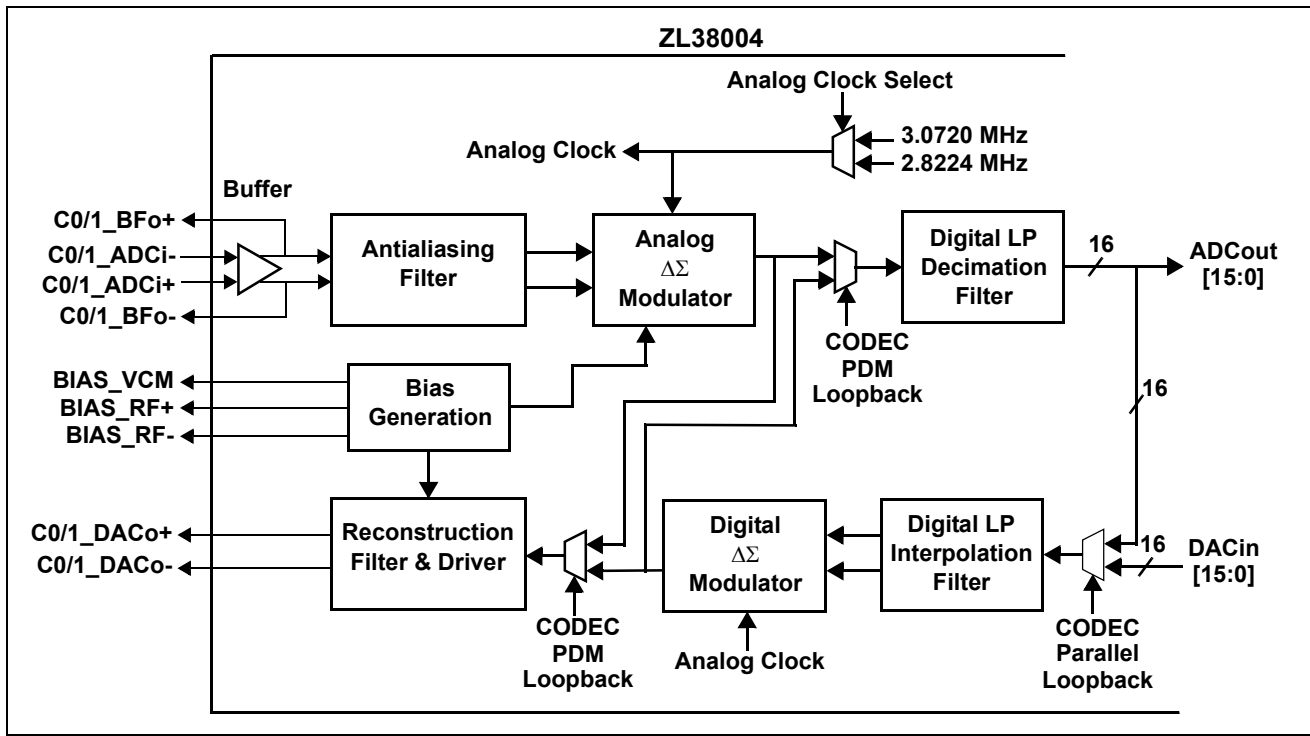 ZL38004
Analog Clock Select
3.0720 MHz
2.8224 MHz
Analog Clock
Buffer
C0/1_BFo+
C0/1_ADCi-
C0/1_ADCi+
C0/1_BFo-
Antialiasing
Filter
Analog
ΔΣ
Modulator
Digital LP
Decimation
Filter
16
ADCout
[15:0]
CODEC
PDM
Loopback
BIAS_VCM
BIAS_RF+
BIAS_RF-
Bias
Generation
16
C0/1_DACo+
C0/1_DACo-
Reconstruction
Filter & Driver
CODEC
PDM
Loopback
Digital
ΔΣ
Modulator
Analog Clock
Digital LP
Interpolation
Filter
16
DACin
[15:0]
CODEC
Parallel
Loopback